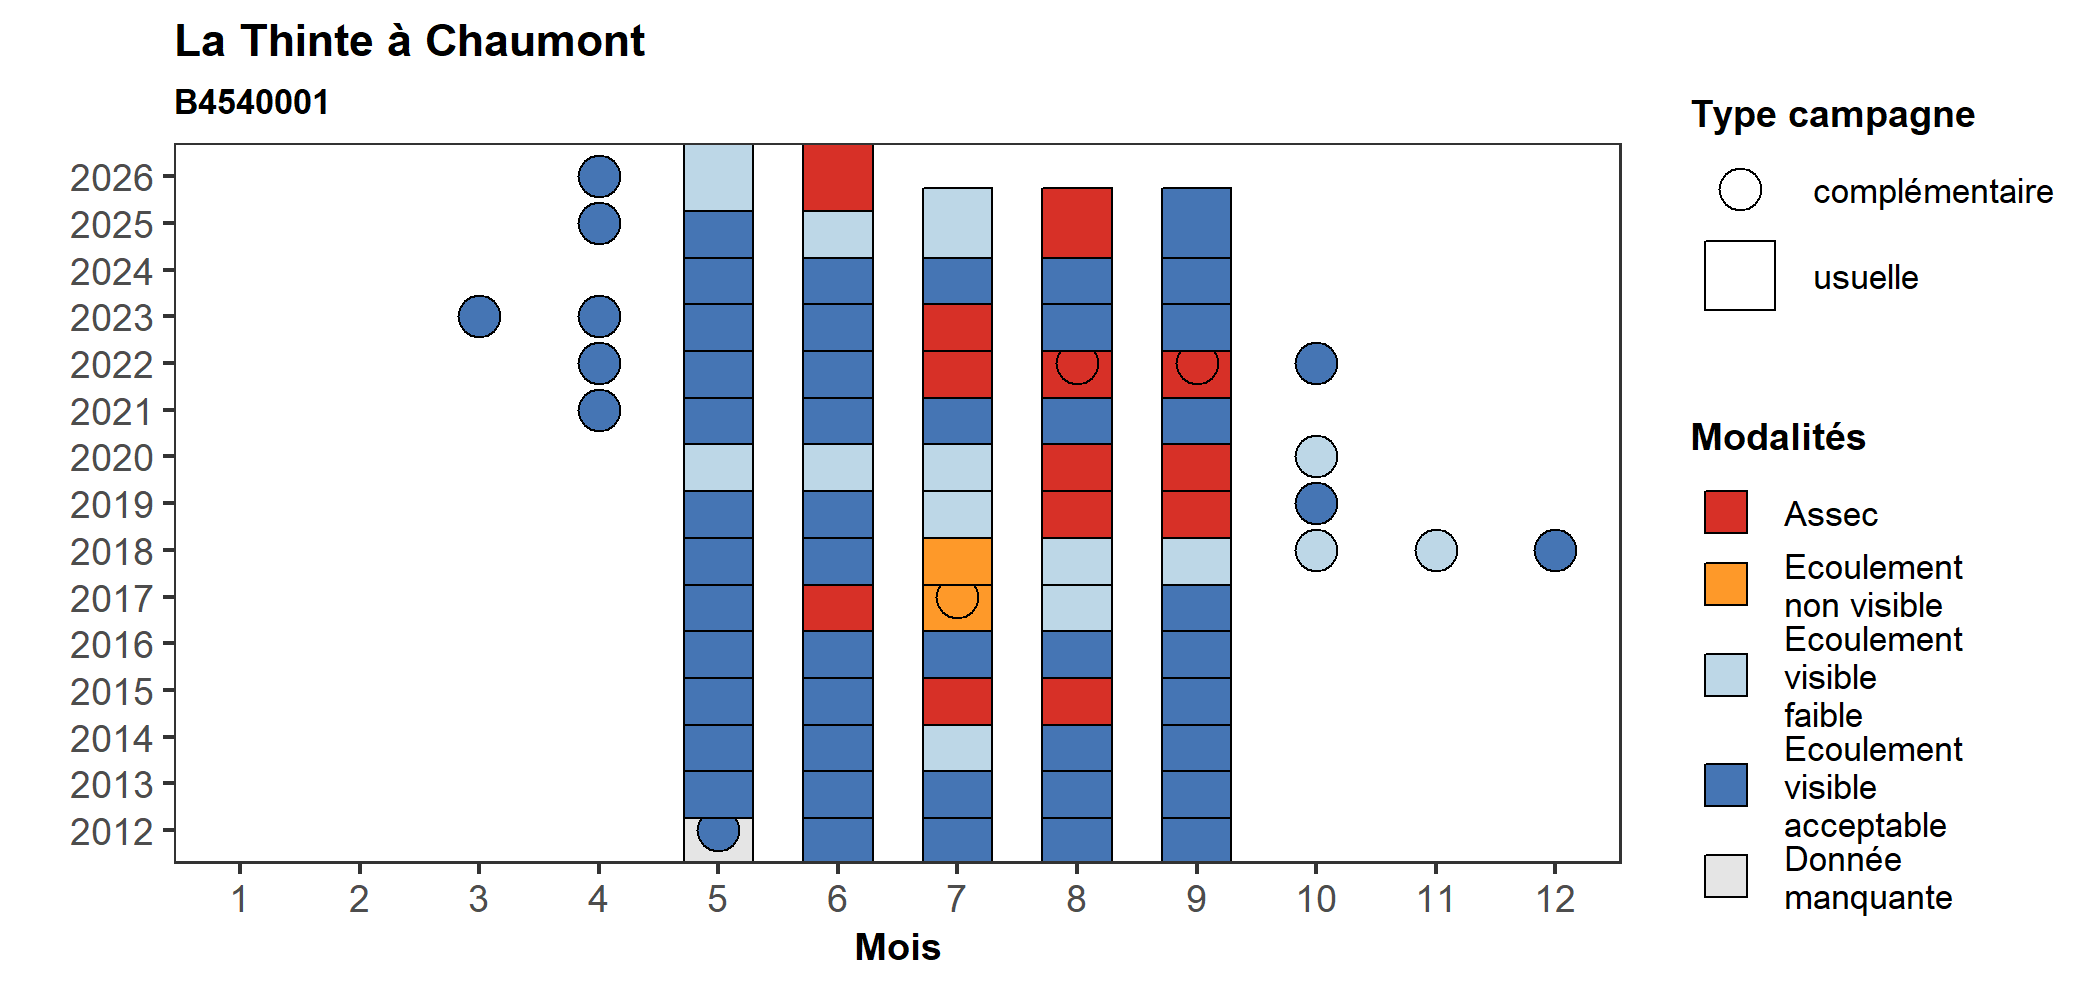 La Thinte à Chaumont
B4540001
2026
2025
2024
2023
2022
2021
2020
2019
2018
2017
2016
2015
2014
2013
2012
1 2 3 4 5 6 7 8 9 10 11 12
Mois
Type campagne
complémentaire
usuelle
Modalités
Assec
Ecoulement
non visible
Ecoulement
visible
faible
Ecoulement
visible
acceptable
Donnée
manquante